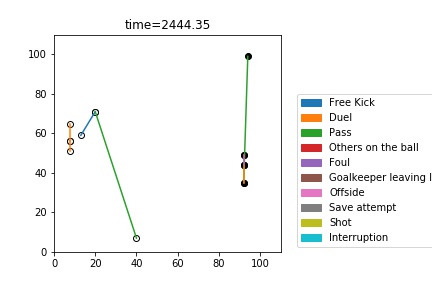 time=2444.35
100
80
60
40
20
0
0 20 40 60 80 100
Free Kick
Duel
Pass
Others on the ball
Foul
Goalkeeper leaving l
Offside
Save attempt
Shot
Interruption